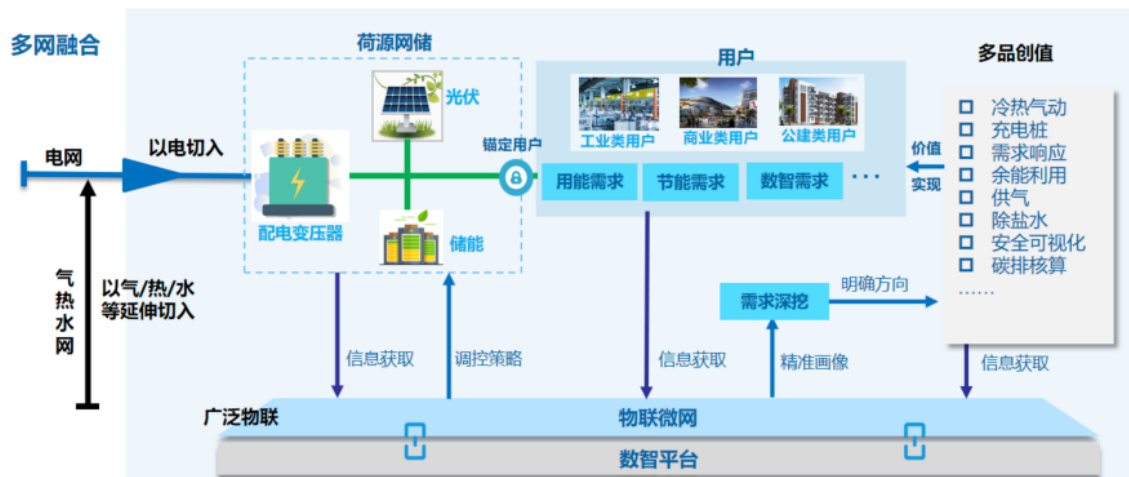 多网融合
荷源网储
用户
多品创值
光伏
工业类用户
商业类用户
公建类用户
冷热气动
充电桩
需求响应
余能利用
供气
除盐水
安全可视化
碳排核算
……
电网
以电切入
锚定用户
价值
实现
用能需求
节能需求
数智需求
···
配电变压器
储能
气热水网
以气/热/水
等延伸切入
需求深挖
明确方向
信息获取
调控策略
信息获取
精准画像
信息获取
广泛物联
物联微网
数智平台